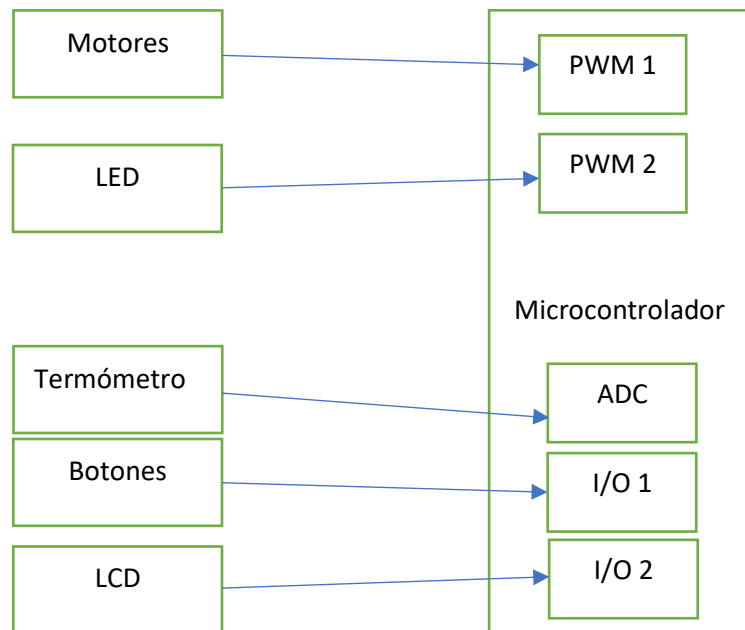 Motores
PWM 1
LED
PWM 2
Microcontrolador
Termómetro
ADC
Botones
I/O 1
LCD
I/O 2